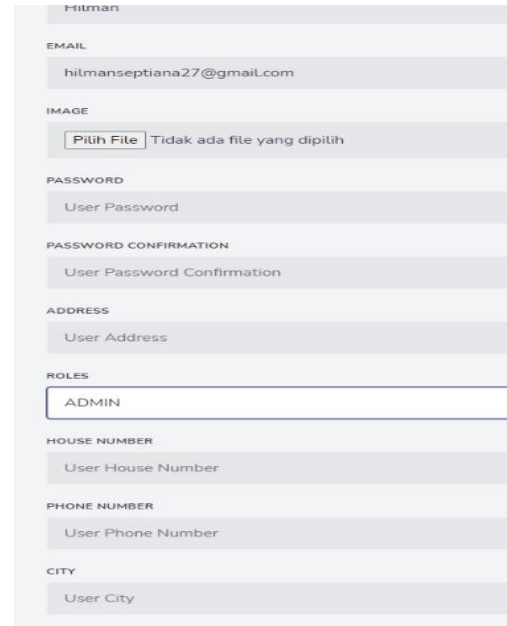 Hilman
EMAIL
hilmanseptiana27@gmail.com
IMAGE
Pilih File Tidak ada file yang dipilih
PASSWORD
User Password
PASSWORD CONFIRMATION
User Password Confirmation
ADDRESS
User Address
ROLES
ADMIN
HOUSE NUMBER
User House Number
PHONE NUMBER
User Phone Number
CITY
User City